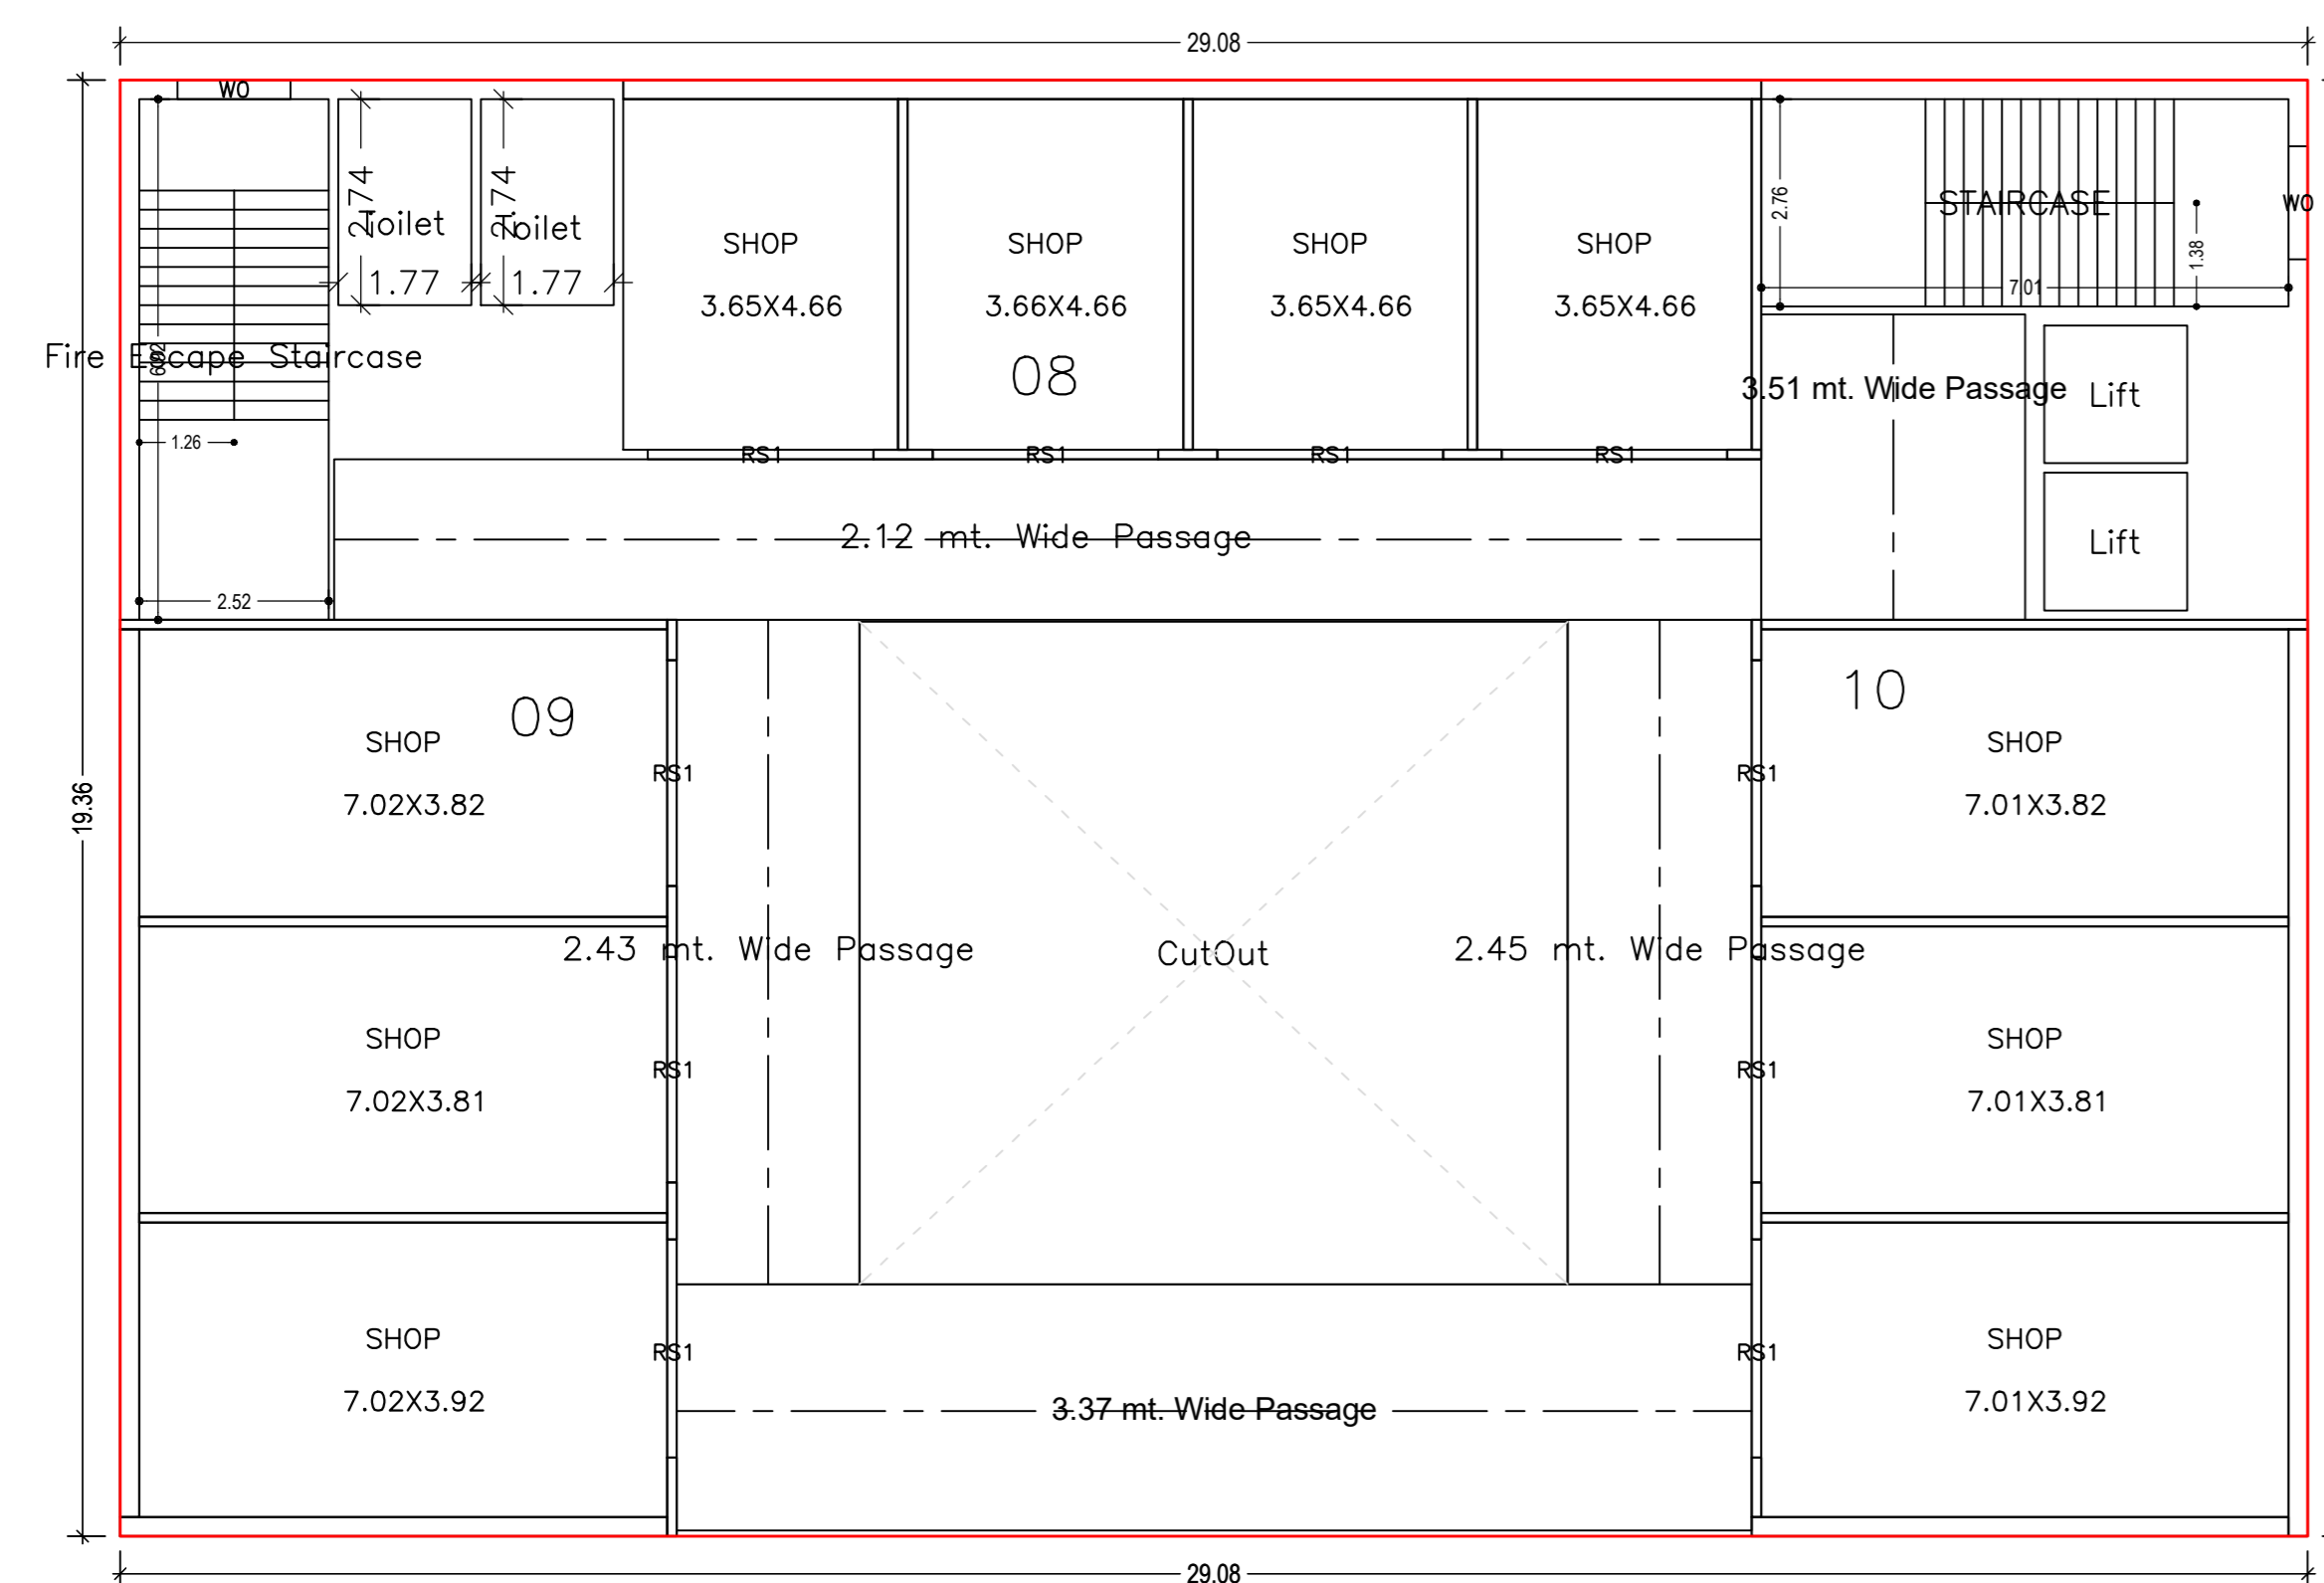 29.08
WO
2.74
2.74
Toilet
Toilet
1.77
1.77
SHOP
3.65X4.66
SHOP
3.66X4.66
08
SHOP
3.65X4.66
SHOP
3.65X4.66
2.76
STAIRCASE
WO
1.38
7.01
Fire Escape Staircase
6.92
1.26
2.52
RS1
RS1
RS1
RS1
3.51 mt. Wide Passage
Lift
Lift
2.12 mt. Wide Passage
19.36
09
SHOP
7.02X3.82
RS1
RS1
10
SHOP
7.01X3.82
2.43 mt. Wide Passage
CutOut
2.45 mt. Wide Passage
SHOP
7.02X3.81
RS1
RS1
SHOP
7.01X3.81
SHOP
7.02X3.92
RS1
RS1
SHOP
7.01X3.92
3.37 mt. Wide Passage
29.08